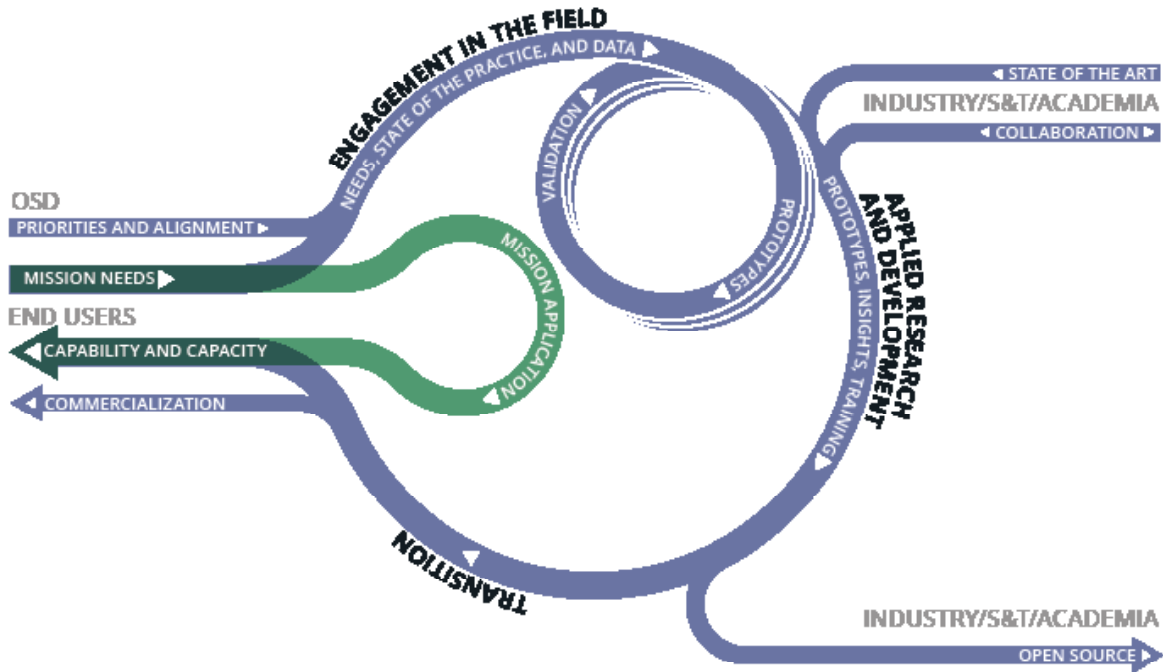 ENGAGEMENT IN THE FIELD
NEEDS, STATE OF THE PRACTICE, AND DATA
STATE OF THE ART
INDUSTRY/S&T/ACADEMIA
COLLABORATION
VALIDATION
PROTOTYPES
PROTOTYPES, INSIGHTS, TRAINING
APPLIED RESEARCH
AND DEVELOPMENT
OSD
PRIORITIES AND ALIGNMENT
MISSION NEEDS
MISSION APPLICATION
END USERS
CAPABILITY AND CAPACITY
COMMERCIALIZATION
TRANSITION
INDUSTRY/S&T/ACADEMIA
OPEN SOURCE